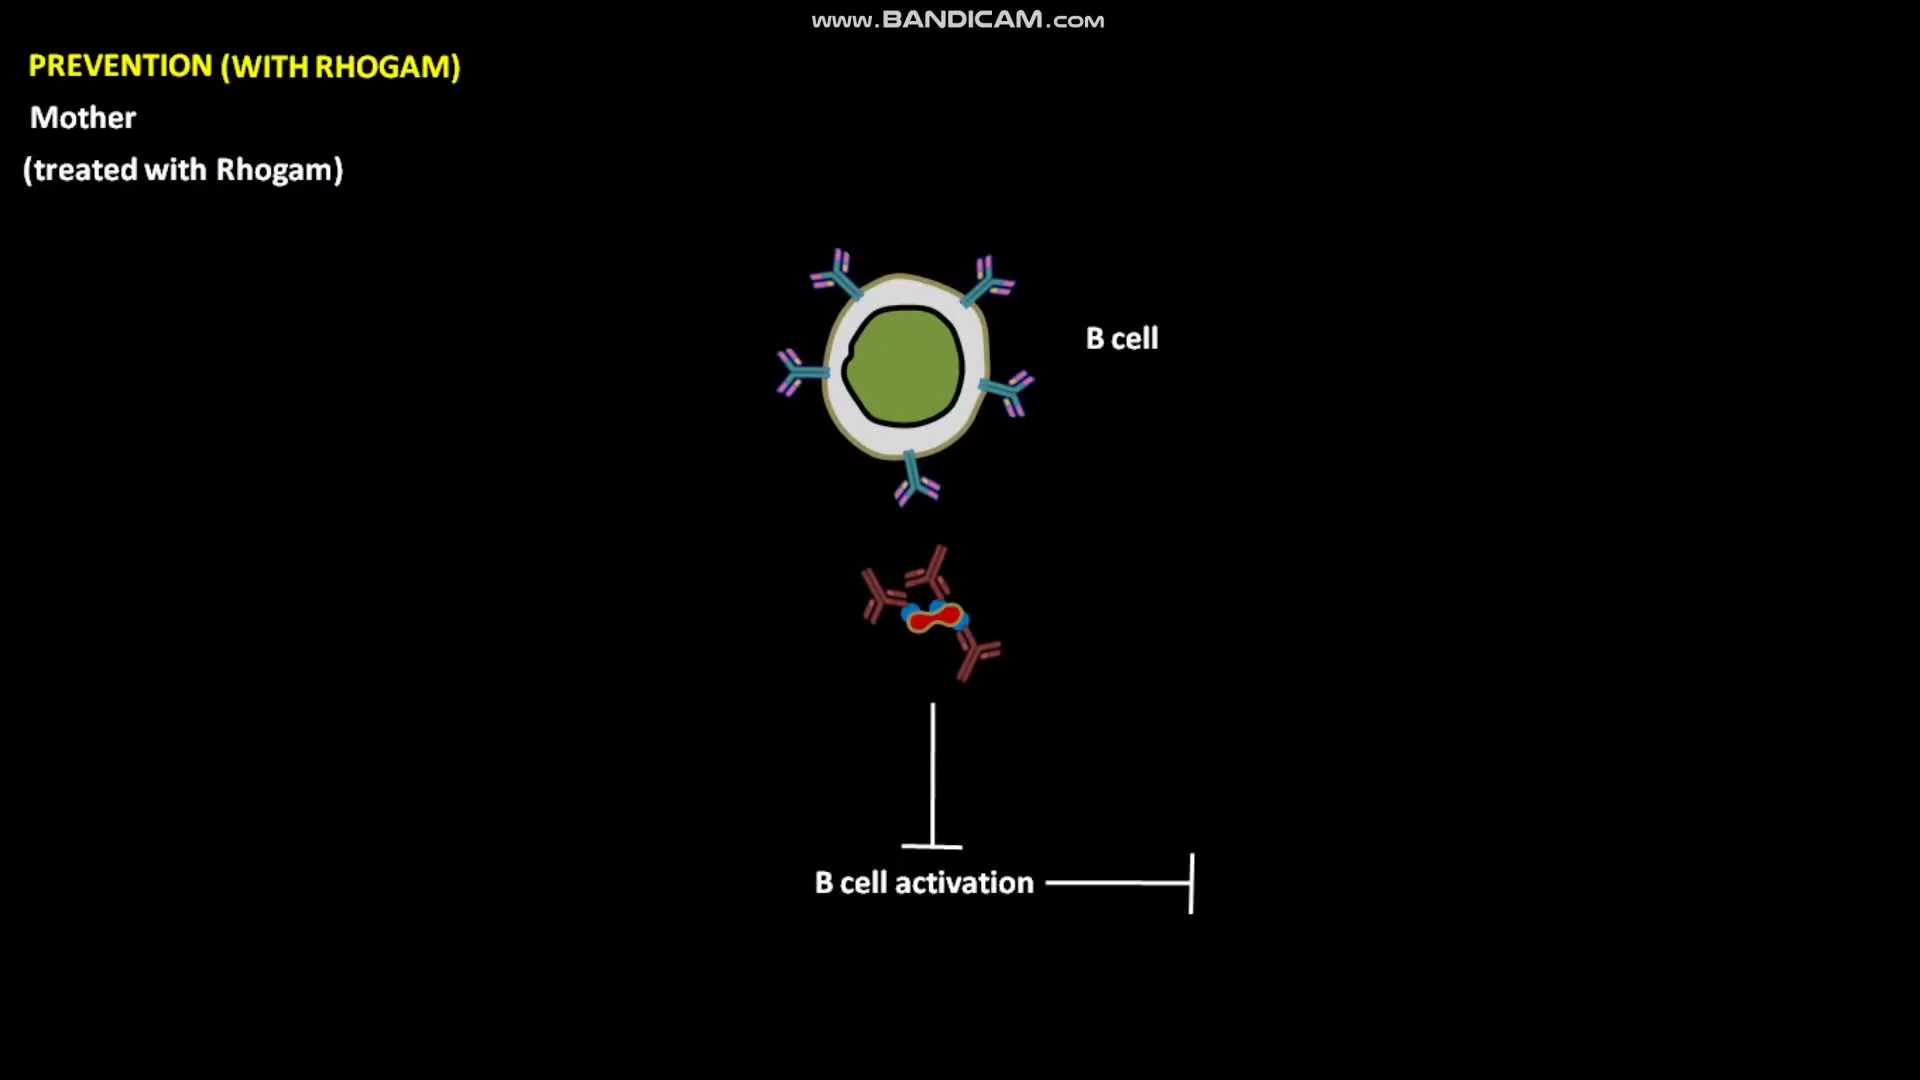 www.BANDICAM.com
PREVENTION (WITH RHOGAM)
Mother
(treated with Rhogam)
B cell
B cell activation